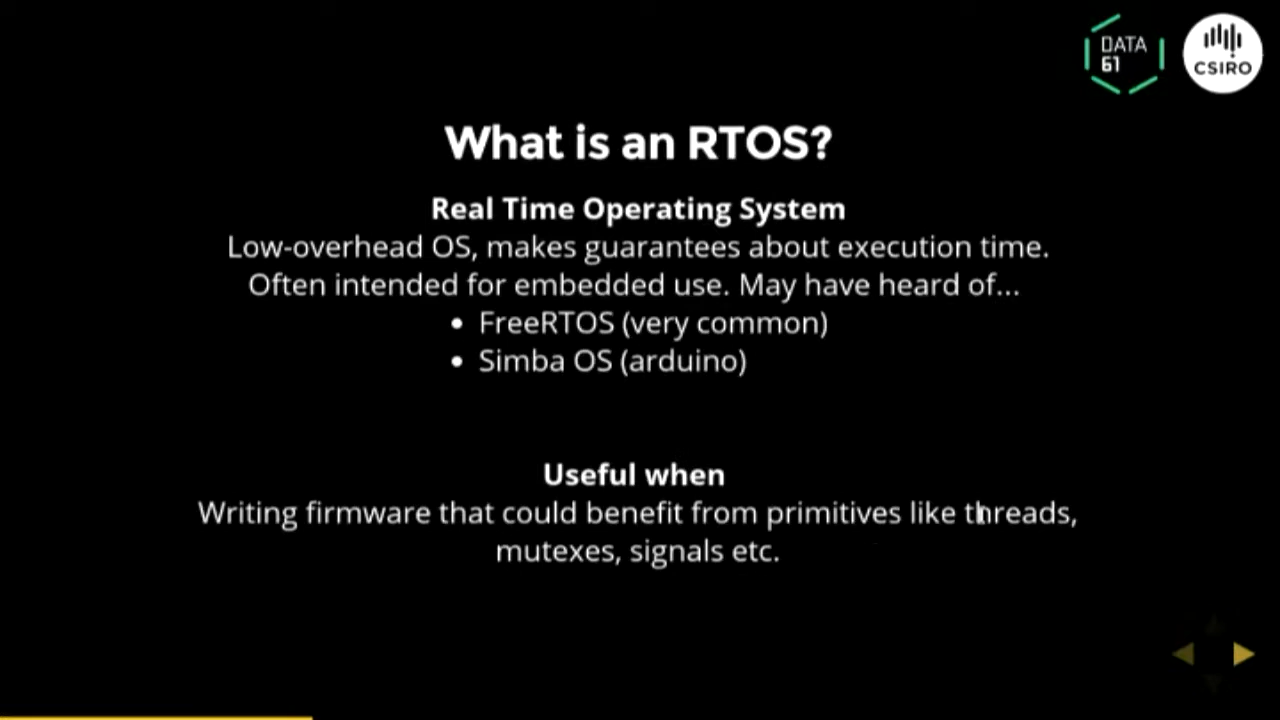 DATA
61
CSIRO
What is an RTOS?
Real Time Operating System
Low-overhead OS, makes guarantees about execution time.
Often intended for embedded use. May have heard of...
• FreeRTOS (very common)
• Simba OS (arduino)
Useful when
Writing firmware that could benefit from primitives like threads,
mutexes, signals etc.